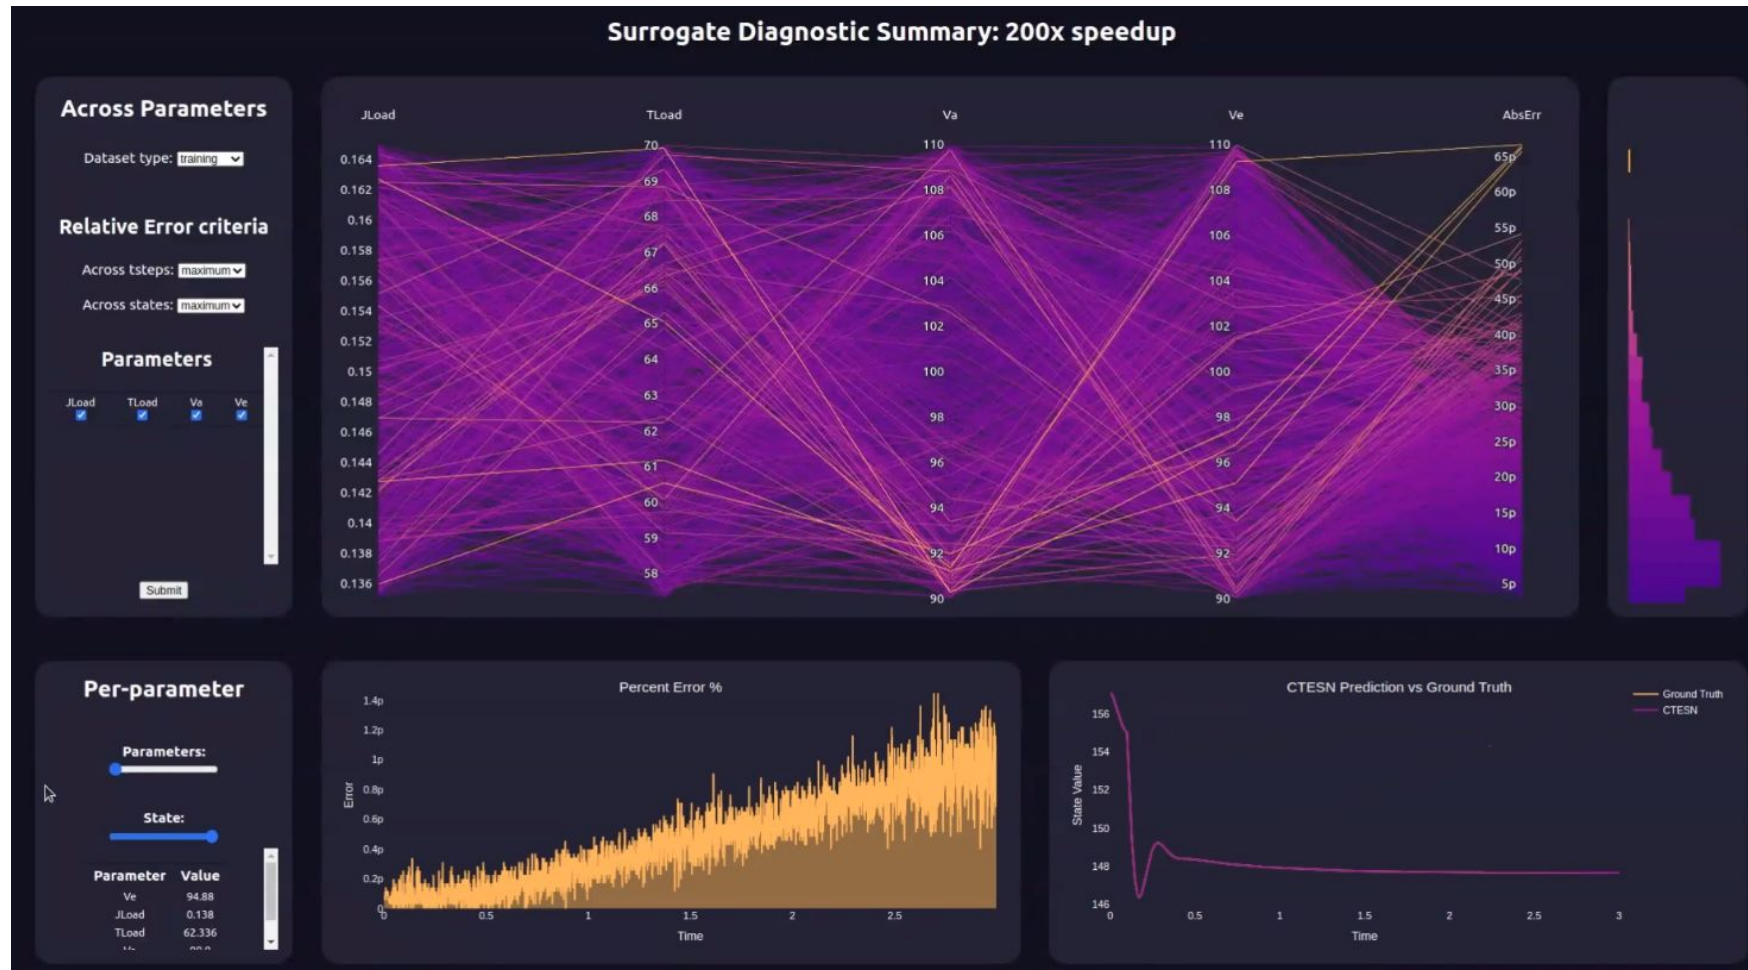 Surrogate Diagnostic Summary: 200x speedup
Across Parameters
Dataset type: training
Relative Error criteria
Across tsteps: maximum
Across states: maximum
Parameters
JLoad TLoad Va Ve
Submit
JLoad TLoad Va Ve AbsErr
0.164
0.162
0.16
0.158
0.156
0.154
0.152
0.15
0.148
0.146
0.144
0.142
0.14
0.138
0.136
70
69
68
67
66
65
64
63
62
61
60
59
58
110
108
106
104
102
100
98
96
94
92
90
110
108
106
104
102
100
98
96
94
92
90
65p
60p
55p
50p
45p
40p
35p
30p
25p
20p
15p
10p
5p
Per-parameter
Parameters:
State:
Parameter Value
Ve 94.88
JLoad 0.138
TLoad 62.336
Percent Error %
Error
1.4p
1.2p
1p
0.8p
0.6p
0.4p
0.2p
0
0 0.5 1 1.5 2 2.5
Time
CTESN Prediction vs Ground Truth
Ground Truth
CTESN
State Value
156
154
152
150
148
146
0 0.5 1 1.5 2 2.5 3
Time